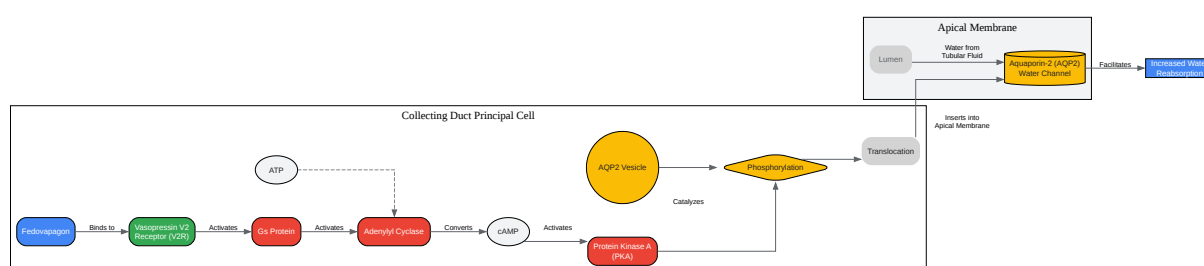 Apical Membrane
Lumen
Water from
Tubular Fluid
Aquaporin-2 (AQP2)
Water Channel
Facilitates
Reabsorption
Inserts into
Apical Membrane
Collecting Duct Principal Cell
Translocation
ATP
AQP2 Vesicle
Phosphorylation
Catalyzes
Fedovapagon
Binds to
Vasopressin V2
Receptor (V2R)
Activates
Gs Protein
Activates
Adenylyl Cyclase
Converts
cAMP
Activates
Protein Kinase A
(PKA)
Increased